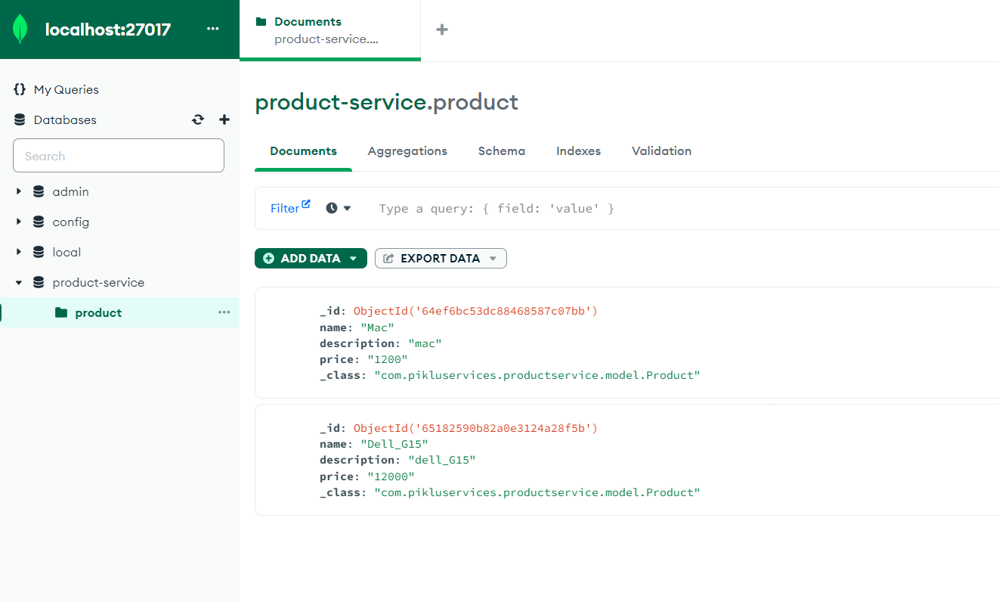 localhost:27017
Documents
product-service....
My Queries
Databases
Search
admin
config
local
product-service
product
product-service.product
Documents Aggregations Schema Indexes Validation
Filter Type a query: { field: 'value' }
ADD DATA EXPORT DATA
_id: ObjectId('64ef6bc53dc88468587c07bb')
name: "Mac"
description: "mac"
price: "1200"
_class: "com.pikluservices.productservice.model.Product"
_id: ObjectId('65182590b82a0e3124a28f5b')
name: "Dell_G15"
description: "dell_G15"
price: "12000"
_class: "com.pikluservices.productservice.model.Product"